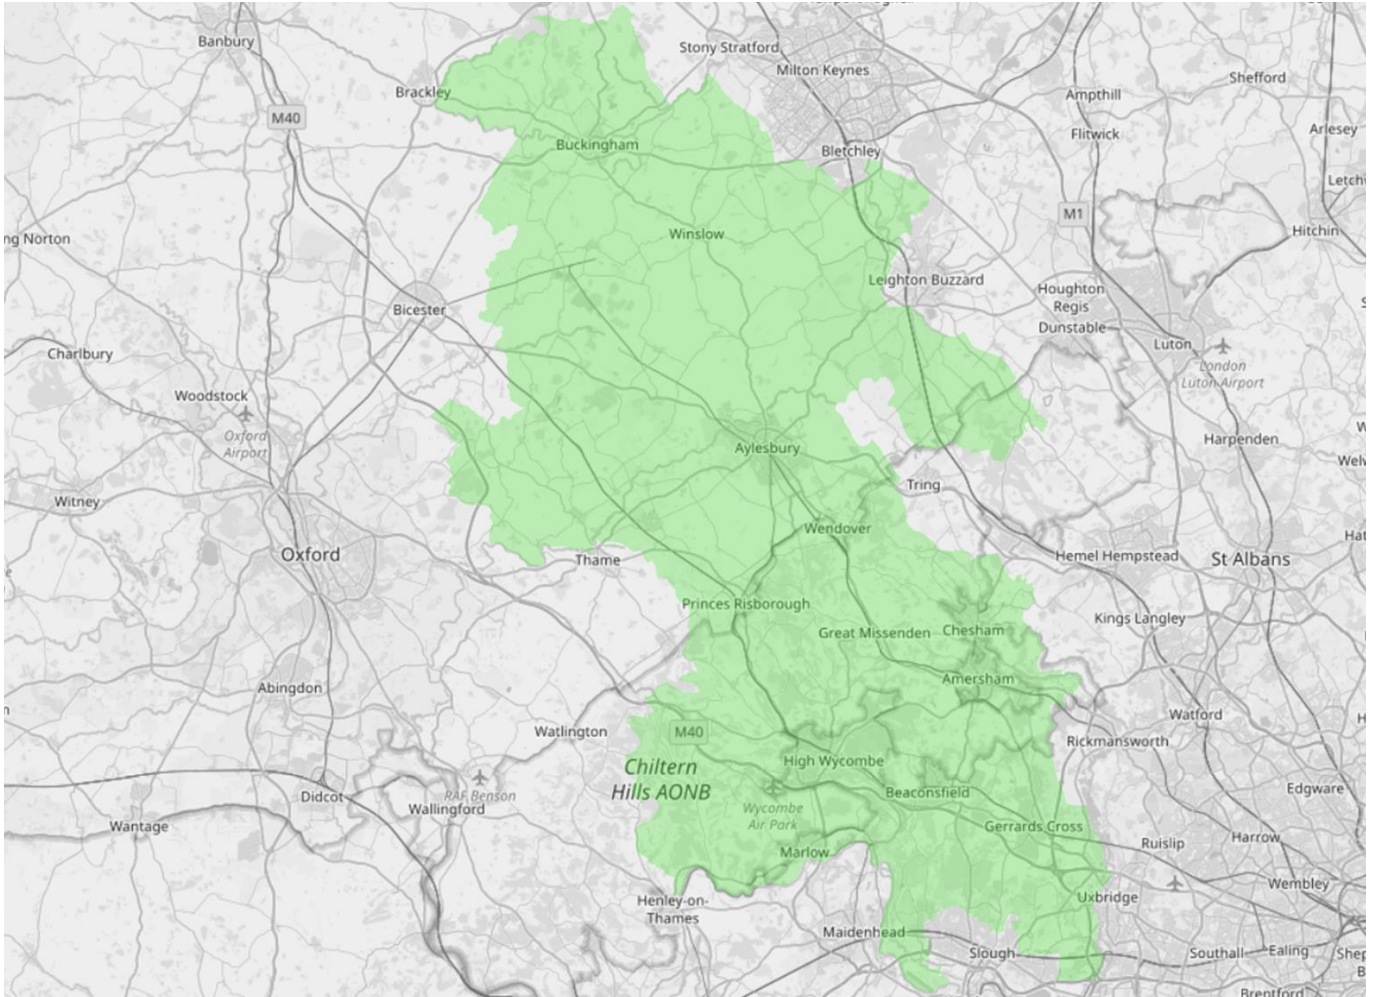 Banbury
Stony Stratford
Milton Keynes
Shefford
Brackley
Ampthill
M40
Flitwick
Arlesey
Buckingham
Bletchley
Letchw
M1
Winslow
Hitchin
ng Norton
Leighton Buzzard
Houghton
Regis
Bicester
Dunstable
Luton
Charlbury
London
Luton Airport
Woodstock
Oxford
Airport
Harpenden
Aylesbury
Welw
Tring
Witney
Wendover
Oxford
Thame
Hemel Hempstead
St Albans
Hat
Princes Risborough
Kings Langley
Great Missenden
Chesham
Abingdon
Amersham
Watford
Watlington
M40
Rickmansworth
High Wycombe
Chiltern
Hills AONB
Didcot
RAF Benson
Wallingford
Beaconsfield
Edgware
Wycombe
Air Park
Wantage
Gerrards Cross
Ruislip
Harrow
Marlow
Wembley
Henley-on-
Thames
Uxbridge
Maidenhead
Slough
Southall
Ealing
Shep
B
Brentford